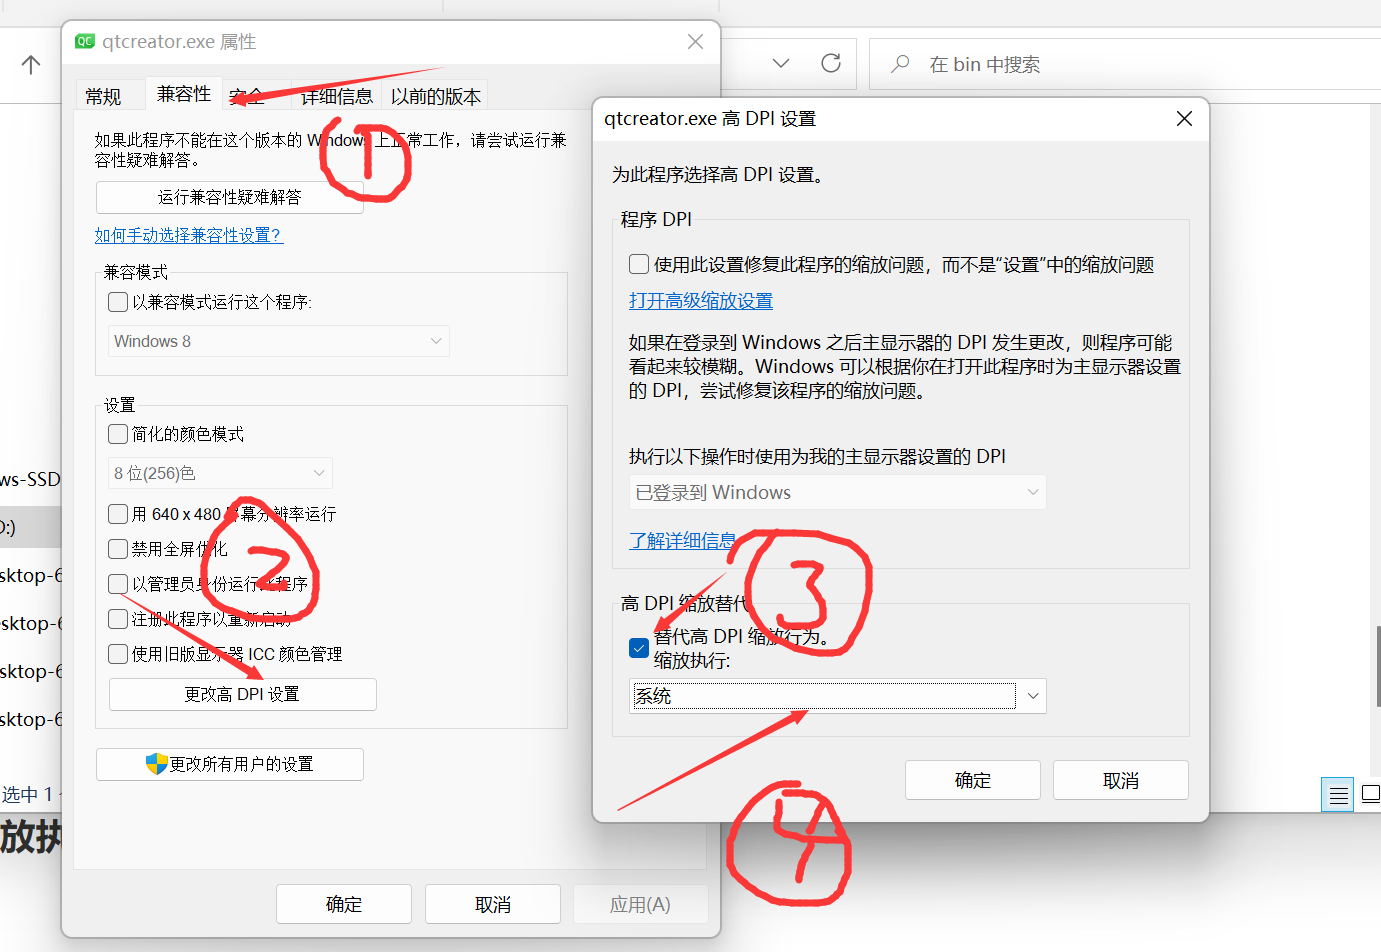 qtcreator.exe 属性
常规
兼容性
安全
详细信息
以前的版本
如果此程序不能在这个版本的 Windows 上正常工作，请尝试运行兼
容性疑难解答。
运行兼容性疑难解答
如何手动选择兼容性设置?
兼容模式
以兼容模式运行这个程序:
Windows 8
设置
简化的颜色模式
8 位(256)色
用 640 x 480 屏幕分辨率运行
禁用全屏优化
以管理员身份运行此程序
注册此程序以重新启动
使用旧版显示器 ICC 颜色管理
更改高 DPI 设置
更改所有用户的设置
确定
取消
应用(A)
1
2
在 bin 中搜索
qtcreator.exe 高 DPI 设置
为此程序选择高 DPI 设置。
程序 DPI
使用此设置修复此程序的缩放问题，而不是“设置”中的缩放问题
打开高级缩放设置
如果在登录到 Windows 之后主显示器的 DPI 发生更改，则程序可能
看起来较模糊。Windows 可以根据你在打开此程序时为主显示器设置
的 DPI，尝试修复该程序的缩放问题。
执行以下操作时使用为我的主显示器设置的 DPI
已登录到 Windows
了解详细信息
3
高 DPI 缩放替代
替代高 DPI 缩放行为。
缩放执行:
系统
确定
取消
4
ws-SSD
:)
sktop-6
sktop-6
sktop-6
sktop-6
选中 1
放执